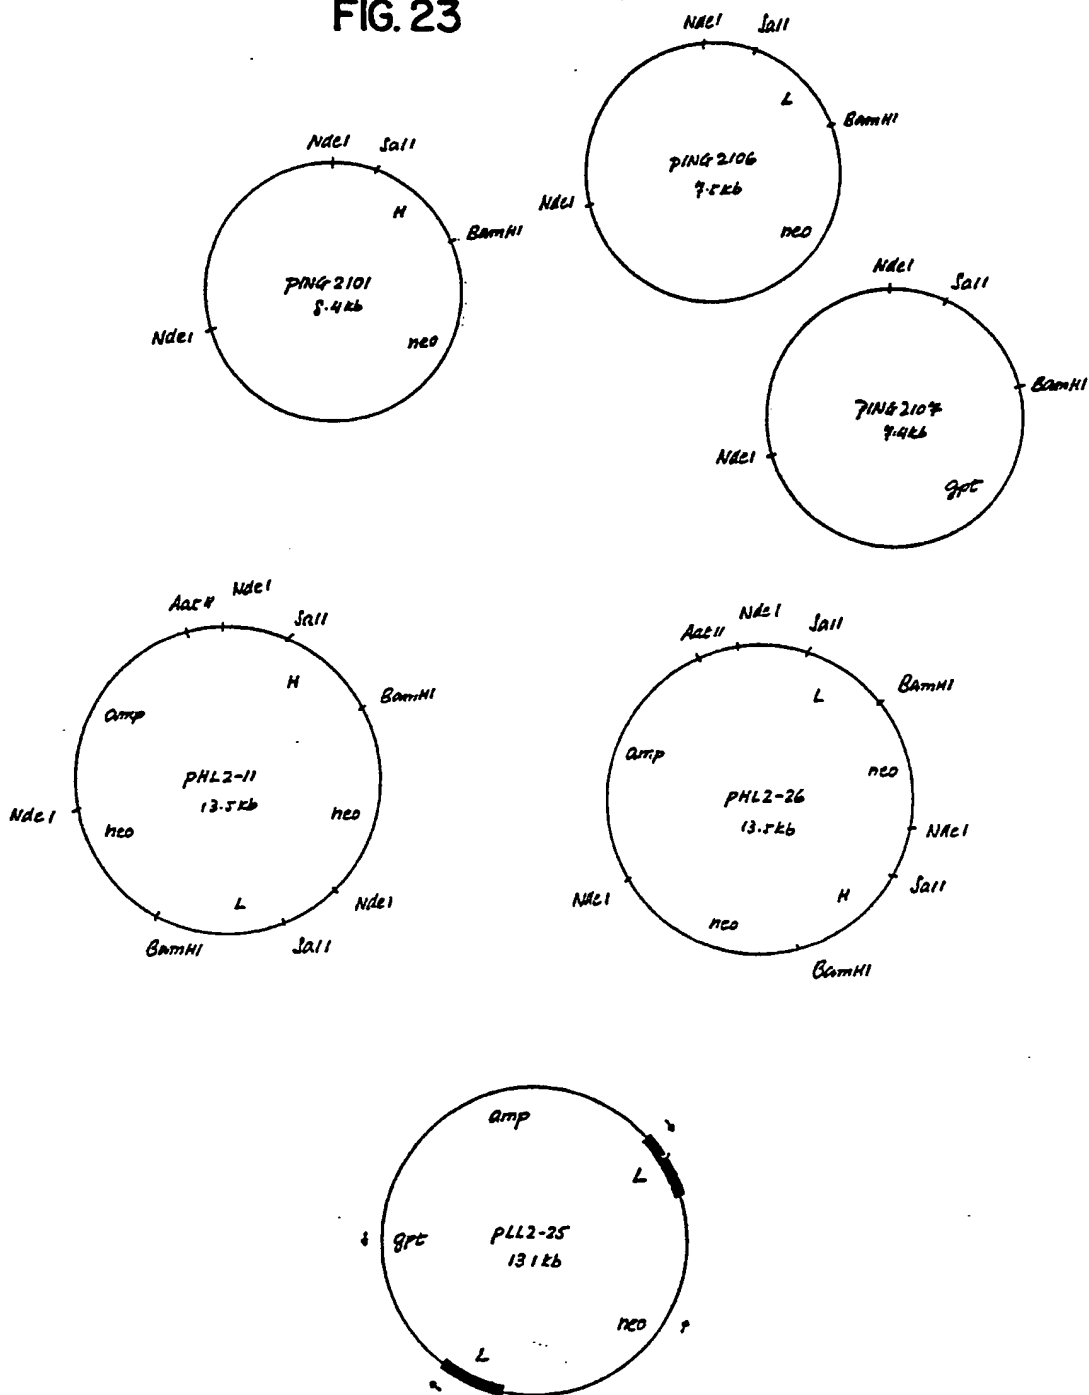 FIG. 23
NdeI SalI
L
BamHI
pING2106
7.5kb
NdeI
neo
NdeI SalI
H
BamHI
pING2101
8.4kb
NdeI
neo
NdeI
SalI
BamHI
pING2107
7.4kb
NdeI
gpt
AatII NdeI
SalI
H
BamHI
amp
pHL2-11
13.5kb
neo
NdeI
neo
L
NdeI
BamHI
SalI
AatII NdeI SalI
L
BamHI
amp
neo
pHL2-26
13.5kb
NdeI
SalI
NdeI
H
neo
BamHI
amp
L
gpt
pLL2-25
13.1kb
neo
L